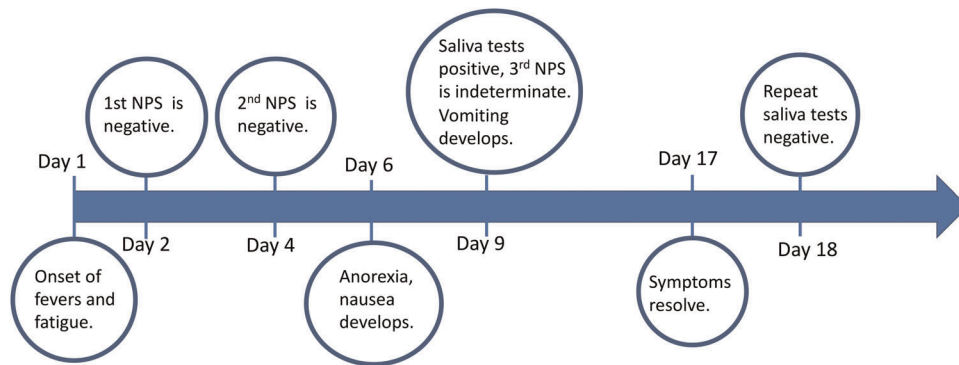 1st NPS is
negative.
2nd NPS is
negative.
Saliva tests
positive, 3rd NPS
is indeterminate.
Vomiting
develops.
Repeat
saliva tests
negative.
Day 1
Day 6
Day 17
Day 2
Day 4
Day 9
Day 18
Onset of
fevers and
fatigue.
Anorexia,
nausea
develops.
Symptoms
resolve.